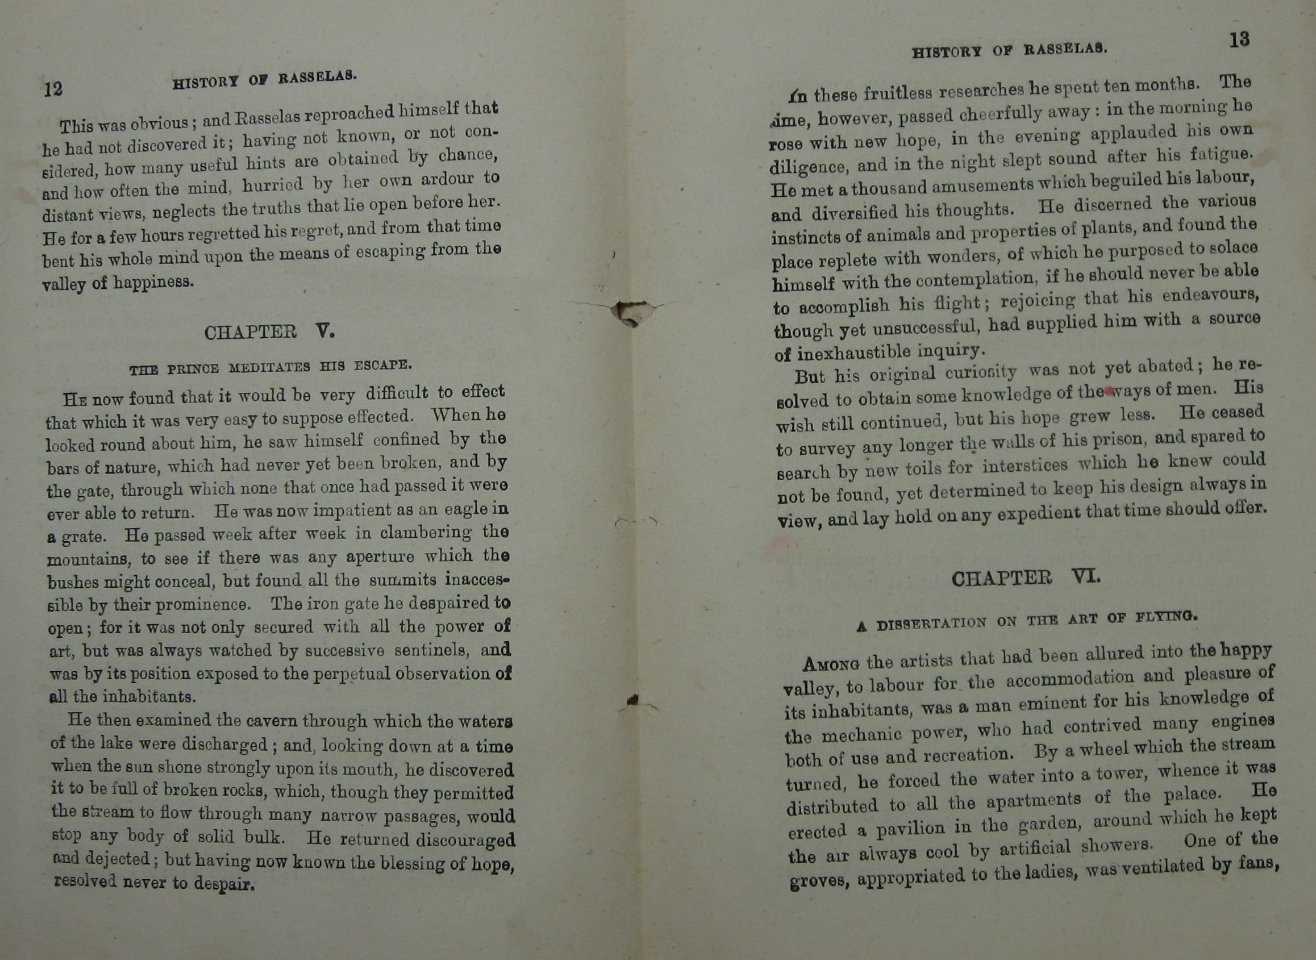 12
HISTORY OF RASSELAS.
This was obvious; and Rasselas reproached himself that
he had not discovered it; having not known, or not con-
sidered, how many useful hints are obtained by chance,
and how often the mind, hurried by her own ardour to
distant views, neglects the truths that lie open before her.
He for a few hours regretted his regret, and from that time
bent his whole mind upon the means of escaping from the
valley of happiness.
CHAPTER V.
THE PRINCE MEDITATES HIS ESCAPE.
HE now found that it would be very difficult to effect
that which it was very easy to suppose effected. When he
looked round about him, he saw himself confined by the
bars of nature, which had never yet been broken, and by
the gate, through which none that once had passed it were
ever able to return. He was now impatient as an eagle in
a grate. He passed week after week in clambering the
mountains, to see if there was any aperture which the
bushes might conceal, but found all the summits inacces-
sible by their prominence. The iron gate he despaired to
open; for it was not only secured with all the power of
art, but was always watched by successive sentinels, and
was by its position exposed to the perpetual observation of
all the inhabitants.
He then examined the cavern through which the waters
of the lake were discharged; and, looking down at a time
when the sun shone strongly upon its mouth, he discovered
it to be full of broken rocks, which, though they permitted
the stream to flow through many narrow passages, would
stop any body of solid bulk. He returned discouraged
and dejected; but having now known the blessing of hope,
resolved never to despair.
HISTORY OF RASSELAS.
13
In these fruitless researches he spent ten months. The
time, however, passed cheerfully away: in the morning he
rose with new hope, in the evening applauded his own
diligence, and in the night slept sound after his fatigue.
He met a thousand amusements which beguiled his labour,
and diversified his thoughts. He discerned the various
instincts of animals and properties of plants, and found the
place replete with wonders, of which he purposed to solace
himself with the contemplation, if he should never be able
to accomplish his flight; rejoicing that his endeavours,
though yet unsuccessful, had supplied him with a source
of inexhaustible inquiry.
But his original curiosity was not yet abated; he re-
solved to obtain some knowledge of the ways of men. His
wish still continued, but his hope grew less. He ceased
to survey any longer the walls of his prison, and spared to
search by new toils for interstices which he knew could
not be found, yet determined to keep his design always in
view, and lay hold on any expedient that time should offer.
CHAPTER VI.
A DISSERTATION ON THE ART OF FLYING.
AMONG the artists that had been allured into the happy
valley, to labour for the accommodation and pleasure of
its inhabitants, was a man eminent for his knowledge of
the mechanic power, who had contrived many engines
both of use and recreation. By a wheel which the stream
turned, he forced the water into a tower, whence it was
distributed to all the apartments of the palace. He
erected a pavilion in the garden, around which he kept
the air always cool by artificial showers. One of the
groves, appropriated to the ladies, was ventilated by fans,